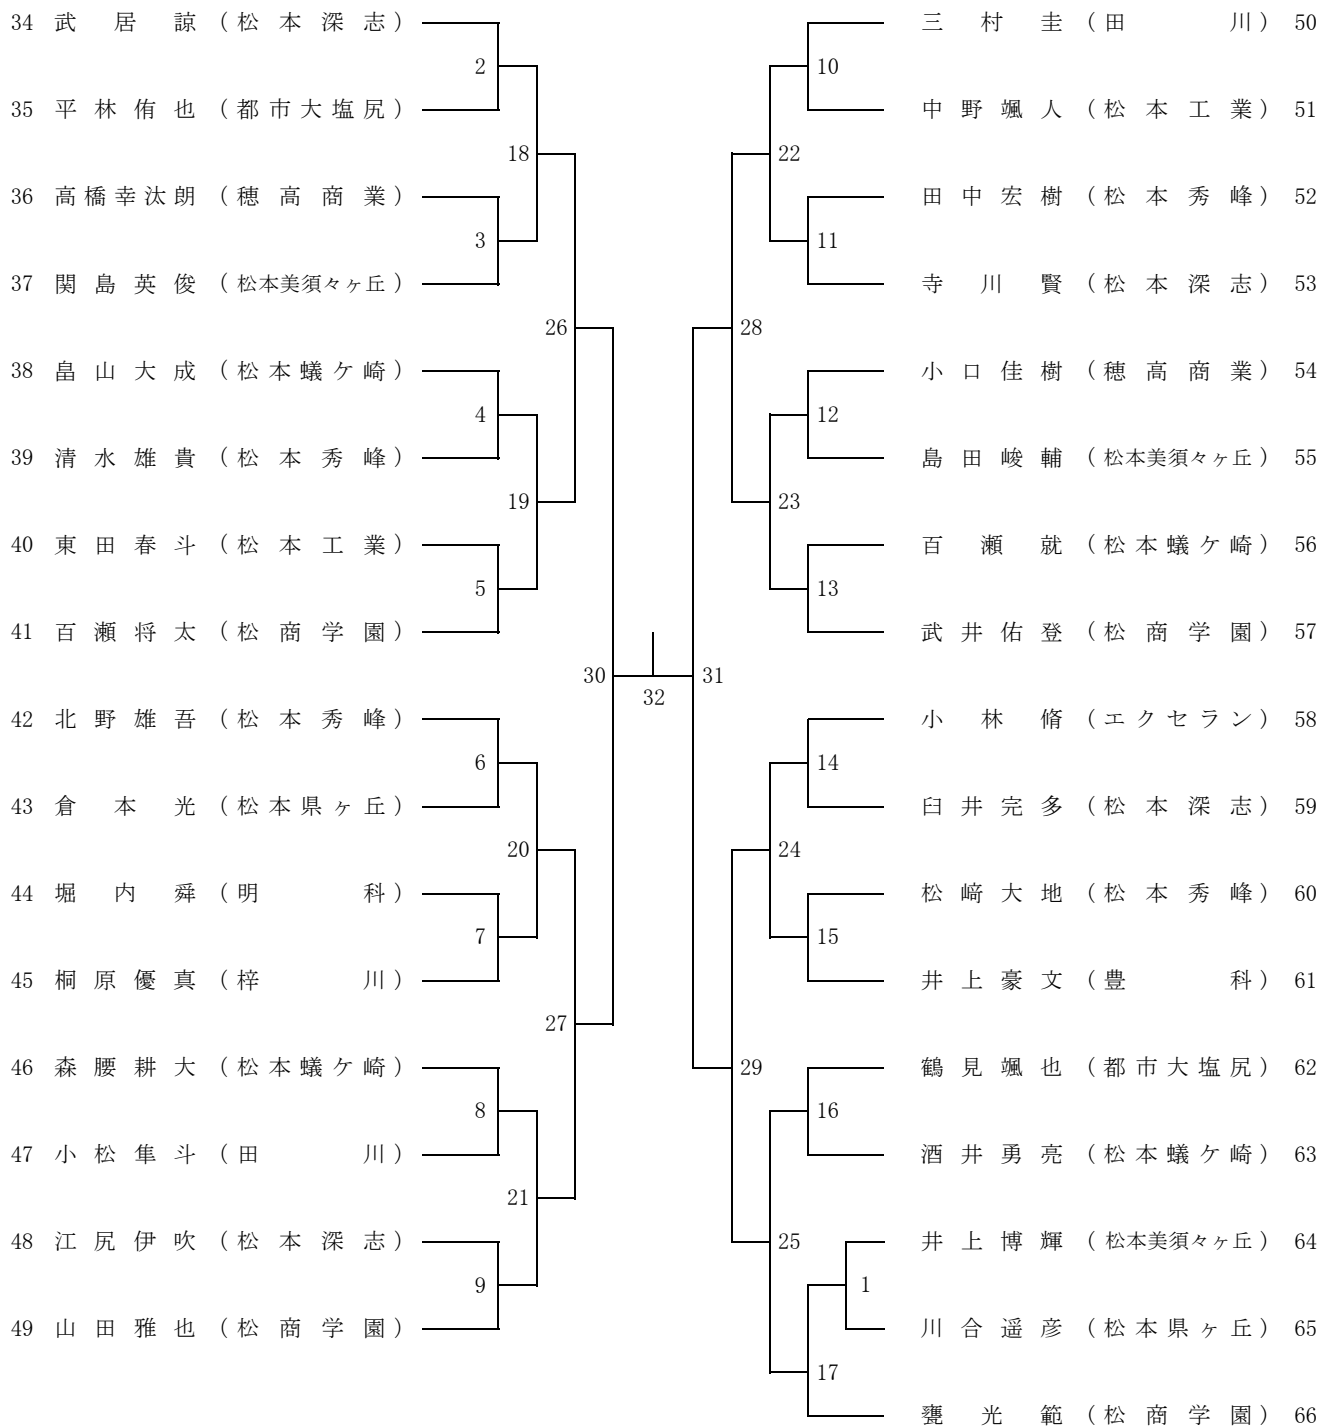 34 武居諒（松本深志）
2
35 平林侑也（都市大塩尻）
18
36 高橋幸汰朗（穂高商業）
3
37 関島英俊（松本美須々ヶ丘）
26
38 畠山大成（松本蟻ケ崎）
4
39 清水雄貴（松本秀峰）
19
40 東田春斗（松本工業）
5
41 百瀬将太（松商学園）
30
42 北野雄吾（松本秀峰）
6
43 倉本光（松本県ヶ丘）
20
44 堀内舜（明科）
7
45 桐原優真（梓川）
27
46 森腰耕大（松本蟻ケ崎）
8
47 小松隼斗（田川）
21
48 江尻伊吹（松本深志）
9
49 山田雅也（松商学園）
32
三村圭（田川） 50
10
中野颯人（松本工業） 51
22
田中宏樹（松本秀峰） 52
11
寺川賢（松本深志） 53
28
小口佳樹（穂高商業） 54
12
島田峻輔（松本美須々ヶ丘） 55
23
百瀬就（松本蟻ケ崎） 56
13
武井佑登（松商学園） 57
31
小林脩（エクセラン） 58
14
臼井完多（松本深志） 59
24
松﨑大地（松本秀峰） 60
15
井上豪文（豊科） 61
29
鶴見颯也（都市大塩尻） 62
16
酒井勇亮（松本蟻ケ崎） 63
25
井上博輝（松本美須々ヶ丘） 64
1
川合遥彦（松本県ヶ丘） 65
17
甕光範（松商学園） 66